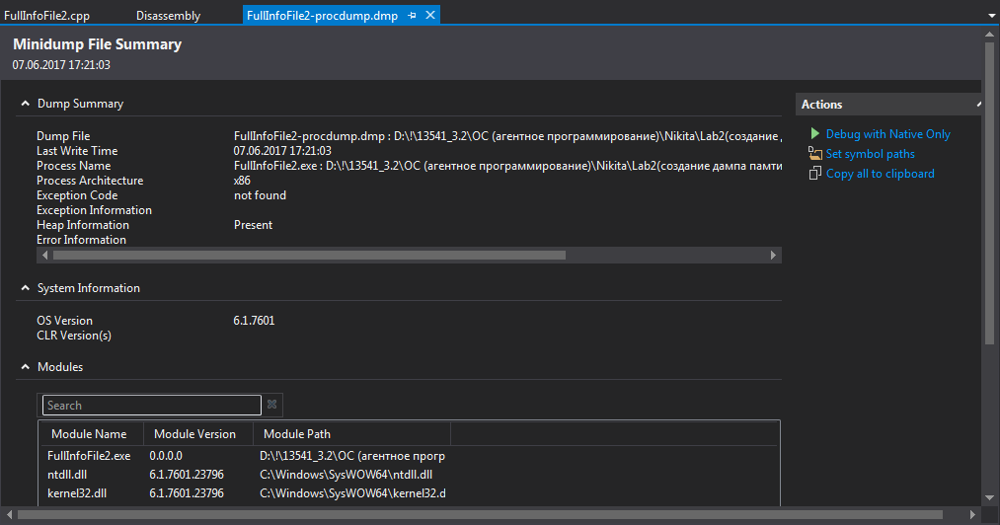 FullInfoFile2.cpp Disassembly FullInfoFile2-procdump.dmp
Minidump File Summary
07.06.2017 17:21:03
Dump Summary
Dump File FullInfoFile2-procdump.dmp : D:\!\13541_3.2\ОС (агентное программирование)\Nikita\Lab2(создание д
Last Write Time 07.06.2017 17:21:03
Process Name FullInfoFile2.exe : D:\!\13541_3.2\ОС (агентное программирование)\Nikita\Lab2(создание дампа памти
Process Architecture x86
Exception Code not found
Exception Information
Heap Information Present
Error Information
System Information
OS Version 6.1.7601
CLR Version(s)
Modules
Search
Module Name Module Version Module Path
FullInfoFile2.exe 0.0.0.0 D:\!\13541_3.2\ОС (агентное прогр
ntdll.dll 6.1.7601.23796 C:\Windows\SysWOW64\ntdll.dll
kernel32.dll 6.1.7601.23796 C:\Windows\SysWOW64\kernel32.d
Actions
Debug with Native Only
Set symbol paths
Copy all to clipboard